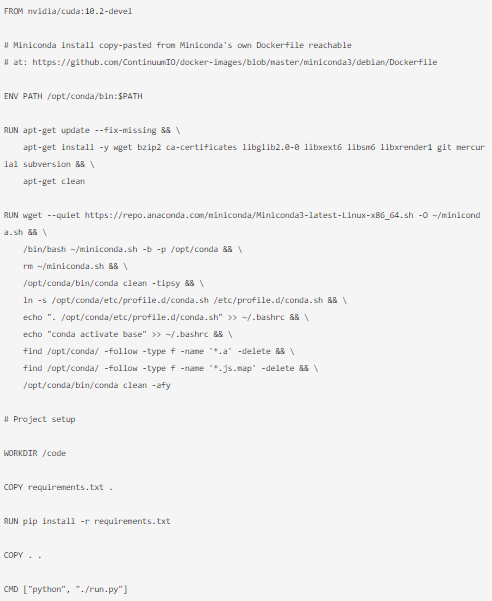 FROM nvidia/cuda:10.2-devel
# Miniconda install copy-pasted from Miniconda's own Dockerfile reachable
# at: https://github.com/ContinuumIO/docker-images/blob/master/miniconda3/debian/Dockerfile
ENV PATH /opt/conda/bin:$PATH
RUN apt-get update --fix-missing && \
    apt-get install -y wget bzip2 ca-certificates libglib2.0-0 libxext6 libsm6 libxrender1 git mercur
ial subversion && \
    apt-get clean
RUN wget --quiet https://repo.anaconda.com/miniconda/Miniconda3-latest-Linux-x86_64.sh -O ~/minicond
a.sh && \
    /bin/bash ~/miniconda.sh -b -p /opt/conda && \
    rm ~/miniconda.sh && \
    /opt/conda/bin/conda clean -tipsy && \
    ln -s /opt/conda/etc/profile.d/conda.sh /etc/profile.d/conda.sh && \
    echo ". /opt/conda/etc/profile.d/conda.sh" >> ~/.bashrc && \
    echo "conda activate base" >> ~/.bashrc && \
    find /opt/conda/ -follow -type f -name '*.a' -delete && \
    find /opt/conda/ -follow -type f -name '*.js.map' -delete && \
    /opt/conda/bin/conda clean -afy
# Project setup
WORKDIR /code
COPY requirements.txt .
RUN pip install -r requirements.txt
COPY . .
CMD ["python", "./run.py"]